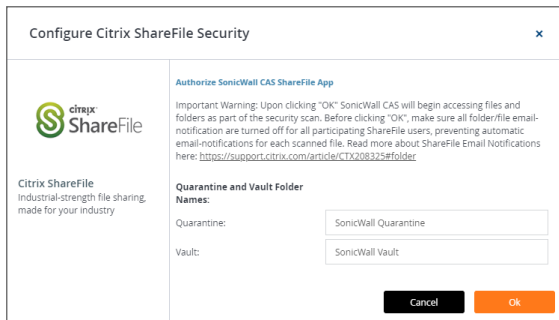 Configure Citrix ShareFile Security
×
citrix
ShareFile
Citrix ShareFile
Industrial-strength file sharing,
made for your industry
Authorize SonicWall CAS ShareFile App
Important Warning: Upon clicking "OK" SonicWall CAS will begin accessing files and
folders as part of the security scan. Before clicking "OK", make sure all folder/file email-
notification are turned off for all participating ShareFile users, preventing automatic
email-notifications for each scanned file. Read more about ShareFile Email Notifications
here: https://support.citrix.com/article/CTX208325#folder
Quarantine and Vault Folder
Names:
Quarantine:
SonicWall Quarantine
Vault:
SonicWall Vault
Cancel
Ok